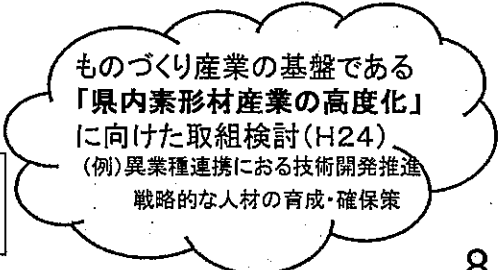 ものづくり産業の基盤である
「県内素形材産業の高度化」
に向けた取組検討(H24)
(例)異業種連携におる技術開発推進
戦略的な人材の育成・確保策
8